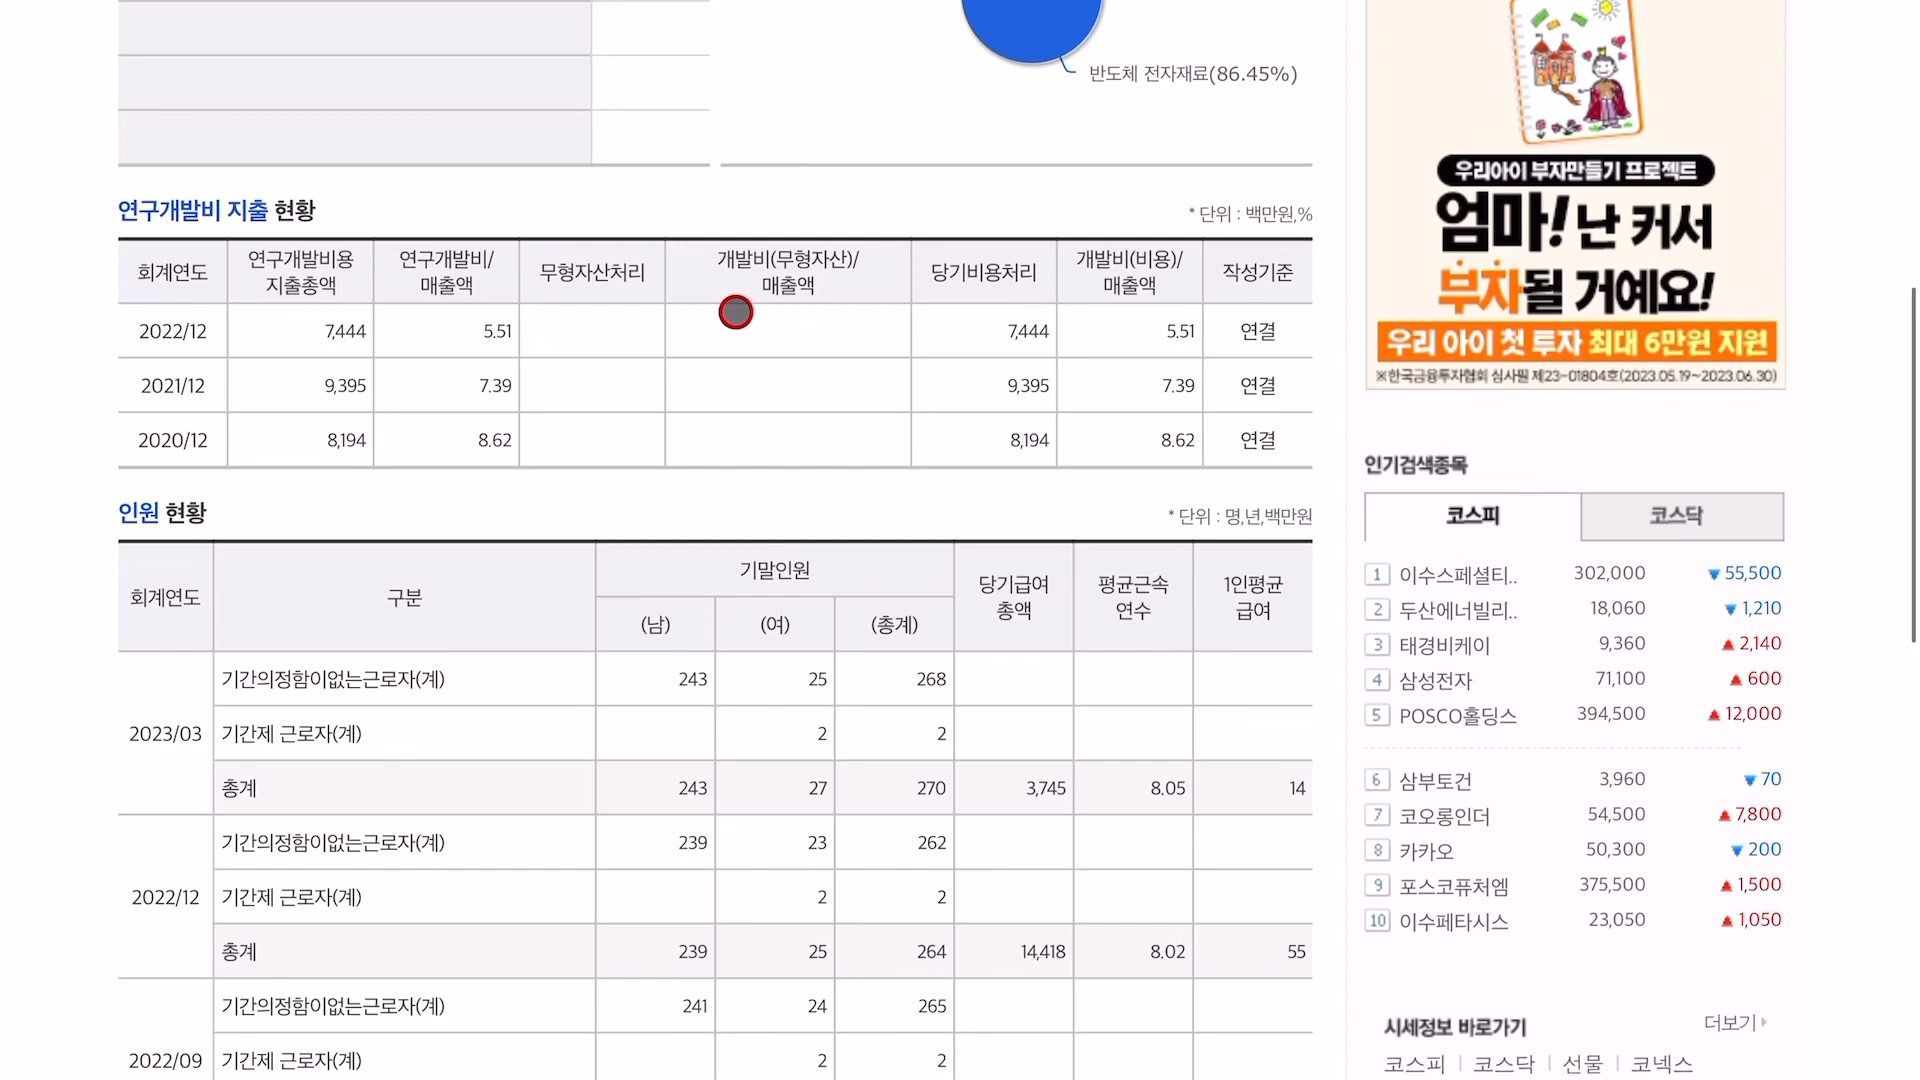 반도체 전자재료(86.45%)
연구개발비 지출 현황
* 단위 : 백만원,%
회계연도 연구개발비용 지출총액 연구개발비/ 매출액 무형자산처리 개발비(무형자산)/ 매출액 당기비용처리 개발비(비용)/ 매출액 작성기준
2022/12 7,444 5.51 7,444 5.51 연결
2021/12 9,395 7.39 9,395 7.39 연결
2020/12 8,194 8.62 8,194 8.62 연결
인원 현황
* 단위 : 명,년,백만원
회계연도 구분 기말인원 당기급여 총액 평균근속 연수 1인평균 급여
(남) (여) (총계)
2023/03
기간의정함이없는근로자(계) 243 25 268
기간제 근로자(계) 2 2
총계 243 27 270 3,745 8.05 14
2022/12
기간의정함이없는근로자(계) 239 23 262
기간제 근로자(계) 2 2
총계 239 25 264 14,418 8.02 55
2022/09
기간의정함이없는근로자(계) 241 24 265
기간제 근로자(계) 2 2
우리아이 부자만들기 프로젝트
엄마! 난 커서
부자될 거예요!
우리 아이 첫 투자 최대 6만원 지원
※한국금융투자협회 심사필 제23-01804호(2023.05.19~2023.06.30)
인기검색종목
코스피 코스닥
1 이수스페셜티.. 302,000 ▼ 55,500
2 두산에너빌리.. 18,060 ▼ 1,210
3 태경비케이 9,360 ▲ 2,140
4 삼성전자 71,100 ▲ 600
5 POSCO홀딩스 394,500 ▲ 12,000
6 삼부토건 3,960 ▼ 70
7 코오롱인더 54,500 ▲ 7,800
8 카카오 50,300 ▼ 200
9 포스코퓨처엠 375,500 ▲ 1,500
10 이수페타시스 23,050 ▲ 1,050
시세정보 바로가기 더보기
코스피 | 코스닥 | 선물 | 코넥스